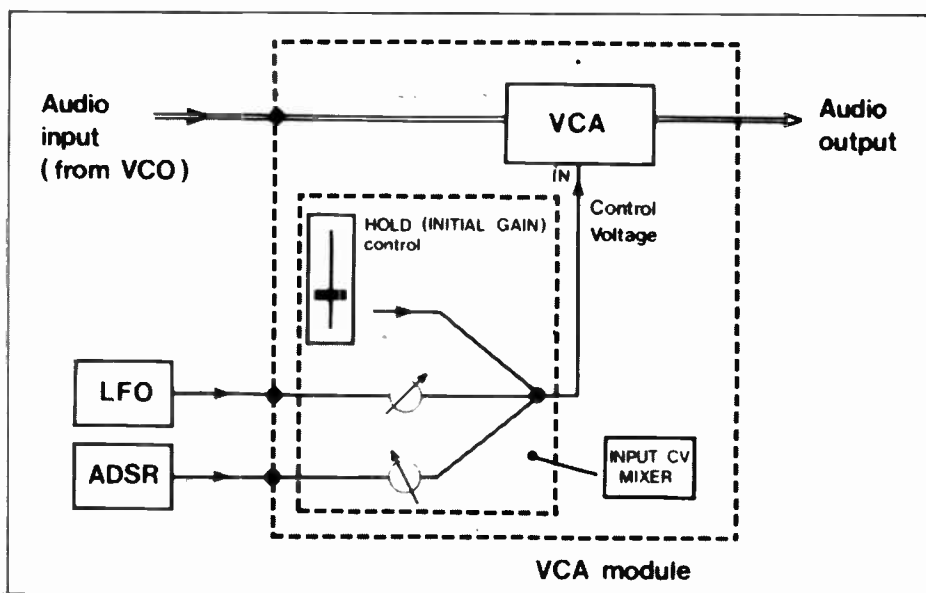 Audio
input
(from VCO)
VCA
IN
Audio
output
Control
Voltage
HOLD (INITIAL GAIN)
control
LFO
ADSR
INPUT CV
MIXER
VCA module